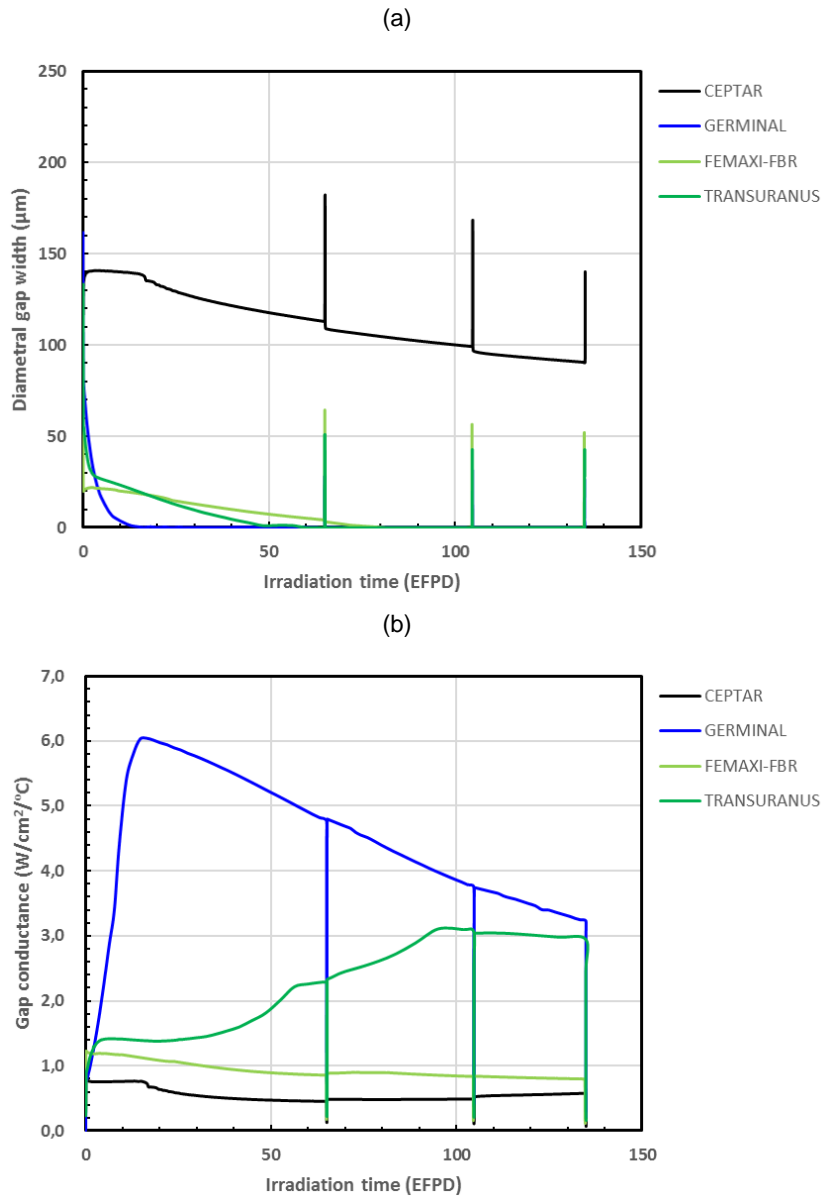 (a)
250
200
150
100
50
0
0 50 100 150
Diametral gap width (µm)
Irradiation time (EFPD)
CEPTAR
GERMINAL
FEMAXI-FBR
TRANSURANUS
(b)
7,0
6,0
5,0
4,0
3,0
2,0
1,0
0,0
0 50 100 150
Gap conductance (W/cm²/°C)
Irradiation time (EFPD)
CEPTAR
GERMINAL
FEMAXI-FBR
TRANSURANUS